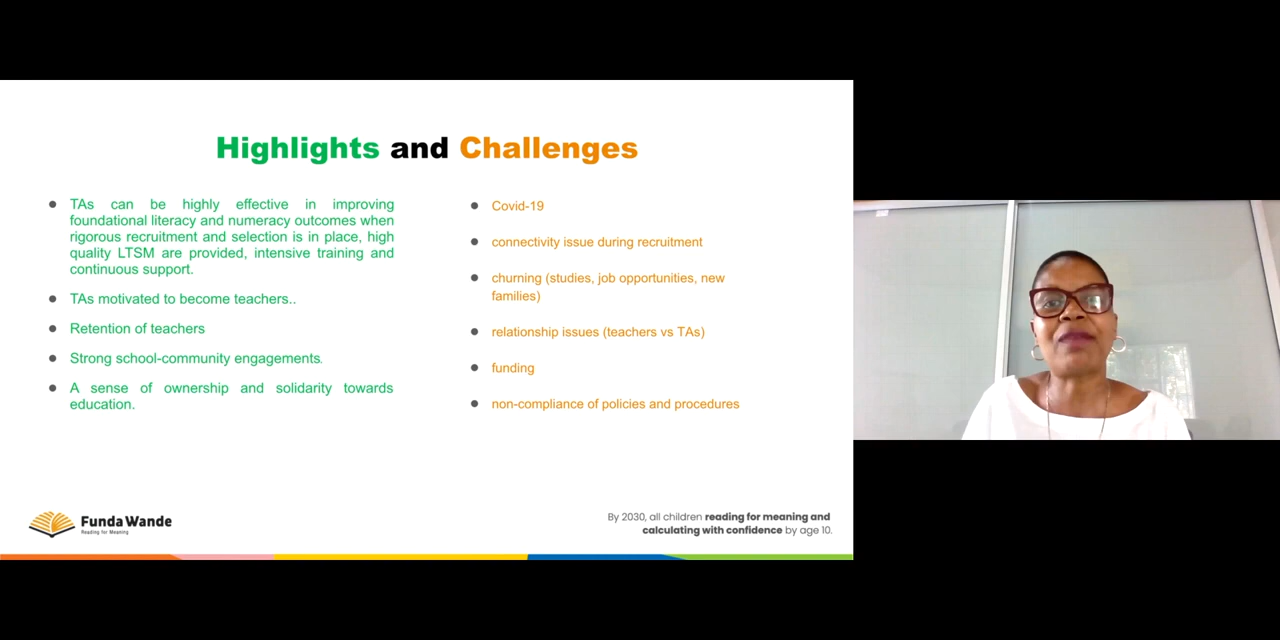 Highlights and Challenges
TAs can be highly effective in improving
foundational literacy and numeracy outcomes when
rigorous recruitment and selection is in place, high
quality LTSM are provided, intensive training and
continuous support.
TAs motivated to become teachers..
Retention of teachers
Strong school-community engagements.
A sense of ownership and solidarity towards
education.
Covid-19
connectivity issue during recruitment
churning (studies, job opportunities, new
families)
relationship issues (teachers vs TAs)
funding
non-compliance of policies and procedures
Funda Wande
Reading for Meaning
By 2030, all children reading for meaning and
calculating with confidence by age 10.